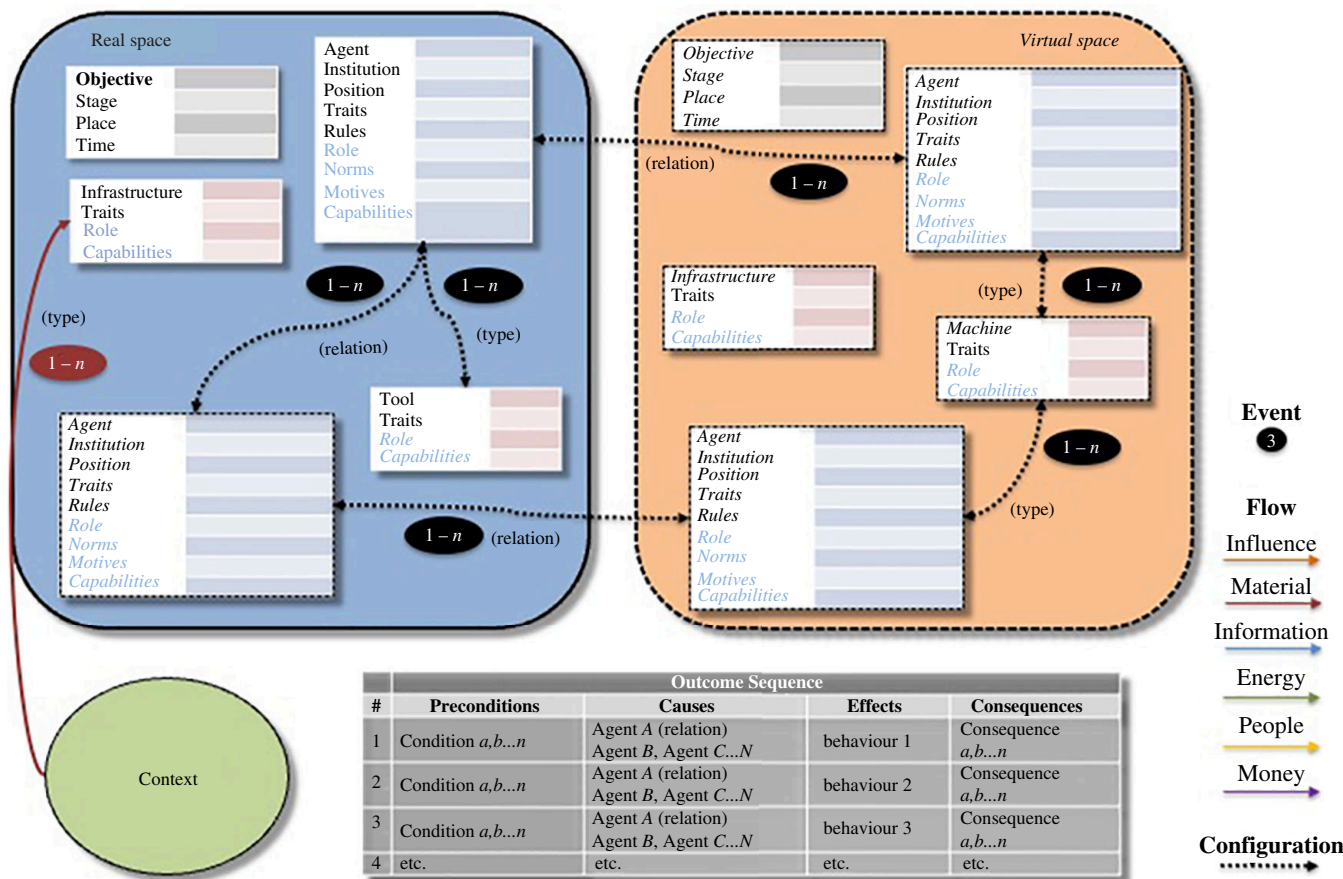 Real space
Objective
Stage
Place
Time
Infrastructure
Traits
Role
Capabilities
Agent
Institution
Position
Traits
Rules
Role
Norms
Motives
Capabilities
1 – n
1 – n
(relation)
(type)
(type)
1 – n
Agent
Institution
Position
Traits
Rules
Role
Norms
Motives
Capabilities
Tool
Traits
Role
Capabilities
1 – n
(relation)
(relation)
1 – n
Virtual space
Objective
Stage
Place
Time
Agent
Institution
Position
Traits
Rules
Role
Norms
Motives
Capabilities
Infrastructure
Traits
Role
Capabilities
(type)
1 – n
Machine
Traits
Role
Capabilities
1 – n
(type)
Agent
Institution
Position
Traits
Rules
Role
Norms
Motives
Capabilities
Context
Outcome Sequence
# Preconditions Causes Effects Consequences
1 Condition a,b...n Agent A (relation) Agent B, Agent C...N behaviour 1 Consequence a,b...n
2 Condition a,b...n Agent A (relation) Agent B, Agent C...N behaviour 2 Consequence a,b...n
3 Condition a,b...n Agent A (relation) Agent B, Agent C...N behaviour 3 Consequence a,b...n
4 etc. etc. etc. etc.
Event
3
Flow
Influence
Material
Information
Energy
People
Money
Configuration